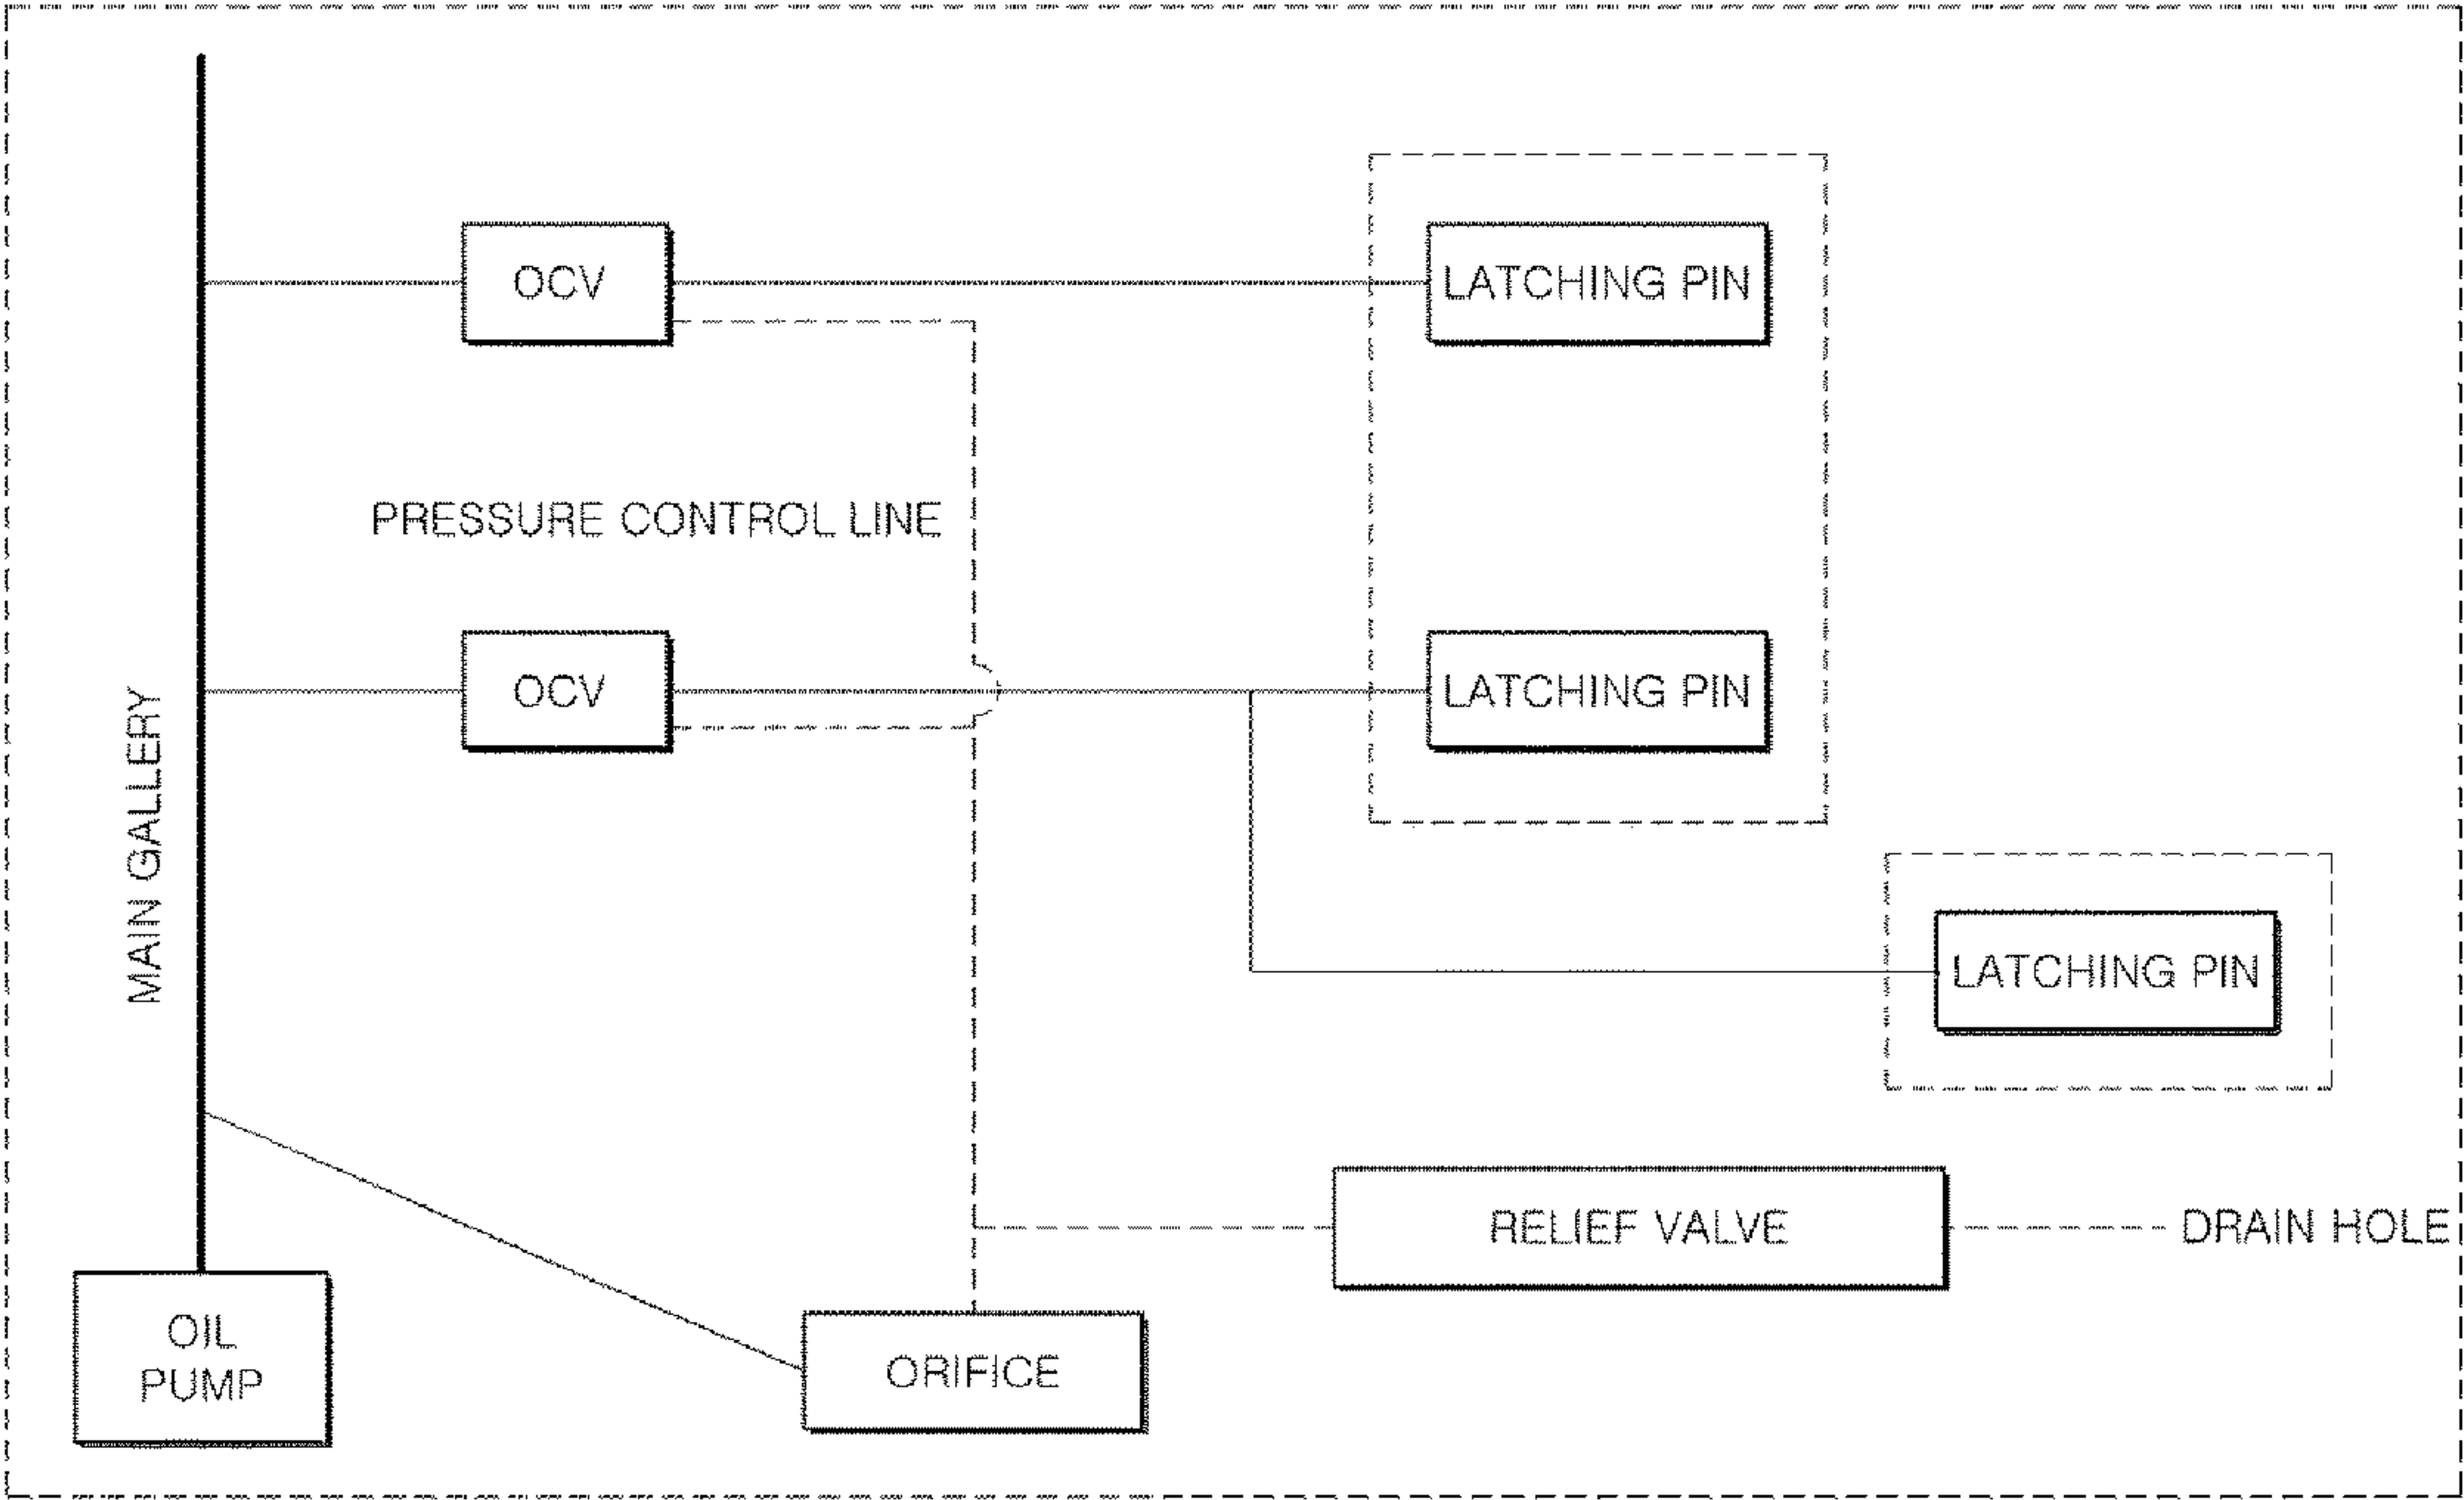 OCV
LATCHING PIN
PRESSURE CONTROL LINE
OCV
LATCHING PIN
MAIN GALLERY
LATCHING PIN
RELIEF VALVE
DRAIN HOLE
OIL
PUMP
ORIFICE